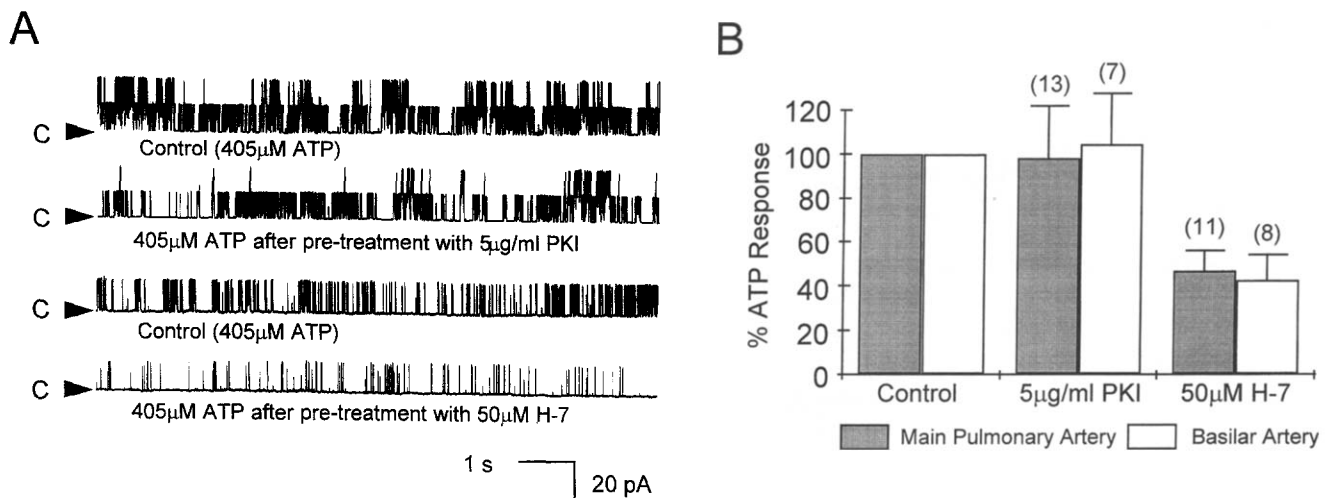 A
C
Control (405μM ATP)
C
405μM ATP after pre-treatment with 5μg/ml PKI
C
Control (405μM ATP)
C
405μM ATP after pre-treatment with 50μM H-7
1 s
20 pA
B
% ATP Response
120
100
80
60
40
20
0
(13)
(7)
(11)
(8)
Control
5μg/ml PKI
50μM H-7
Main Pulmonary Artery
Basilar Artery